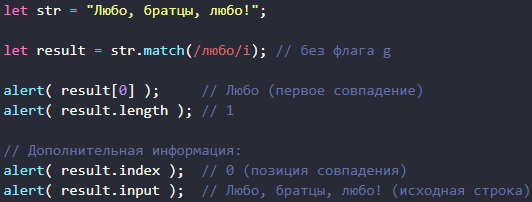 let str = "Любо, братцы, любо!";
let result = str.match(/любо/i); // без флага g
alert( result[0] );     // Любо (первое совпадение)
alert( result.length ); // 1
// Дополнительная информация:
alert( result.index );  // 0 (позиция совпадения)
alert( result.input );  // Любо, братцы, любо! (исходная строка)